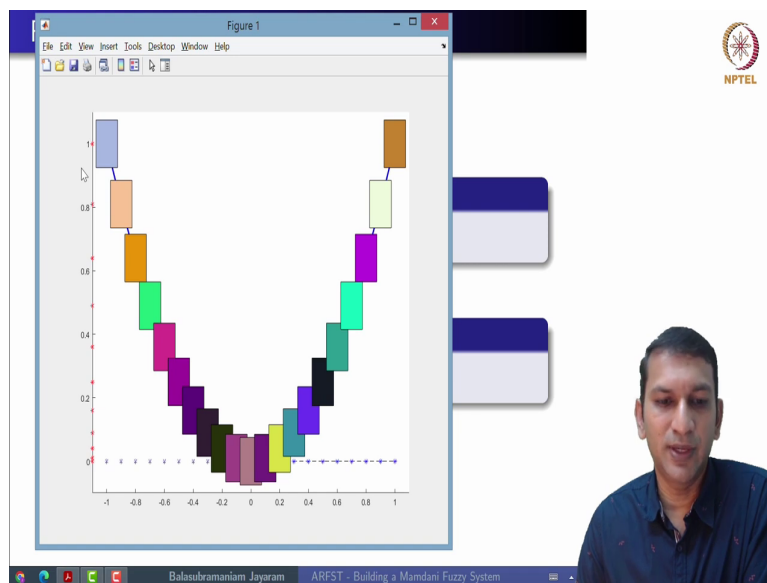 Figure 1
File Edit View Insert Tools Desktop Window Help
NPTEL
1
0.8
0.6
0.4
0.2
0
-1 -0.8 -0.6 -0.4 -0.2 0 0.2 0.4 0.6 0.8 1
Balasubramaniam Jayaram ARFST - Building a Mamdani Fuzzy System